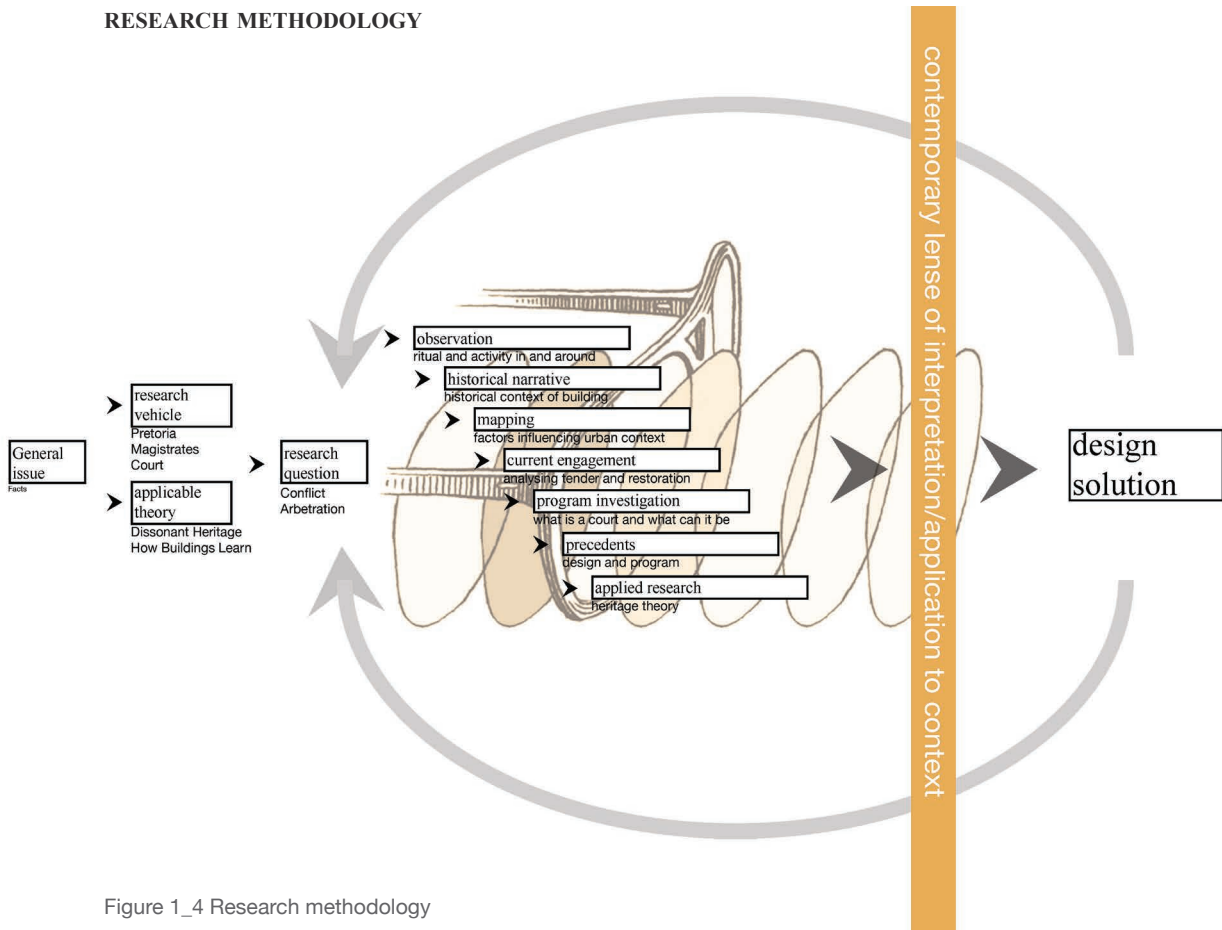 RESEARCH METHODOLOGY
General
issue
Facts
research
vehicle
Pretoria
Magistrates
Court
applicable
theory
Dissonant Heritage
How Buildings Learn
research
question
Conflict
Arbetration
observation
ritual and activity in and around
historical narrative
historical context of building
mapping
factors influencing urban context
current engagement
analysing tender and restoration
program investigation
what is a court and what can it be
precedents
design and program
applied research
heritage theory
contemporary lense of interpretation/application to context
design
solution
Figure 1_4 Research methodology